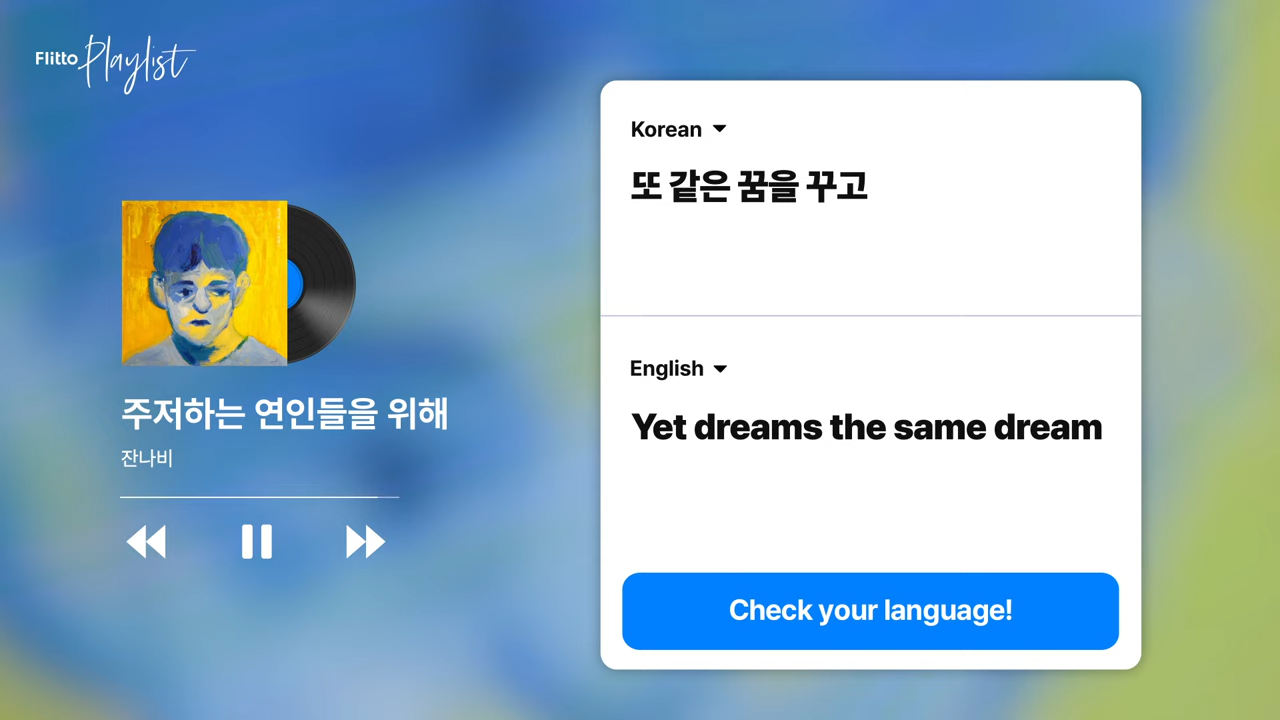 Flitto Playlist
주저하는 연인들을 위해
잔나비
Korean
또 같은 꿈을 꾸고
English
Yet dreams the same dream
Check your language!